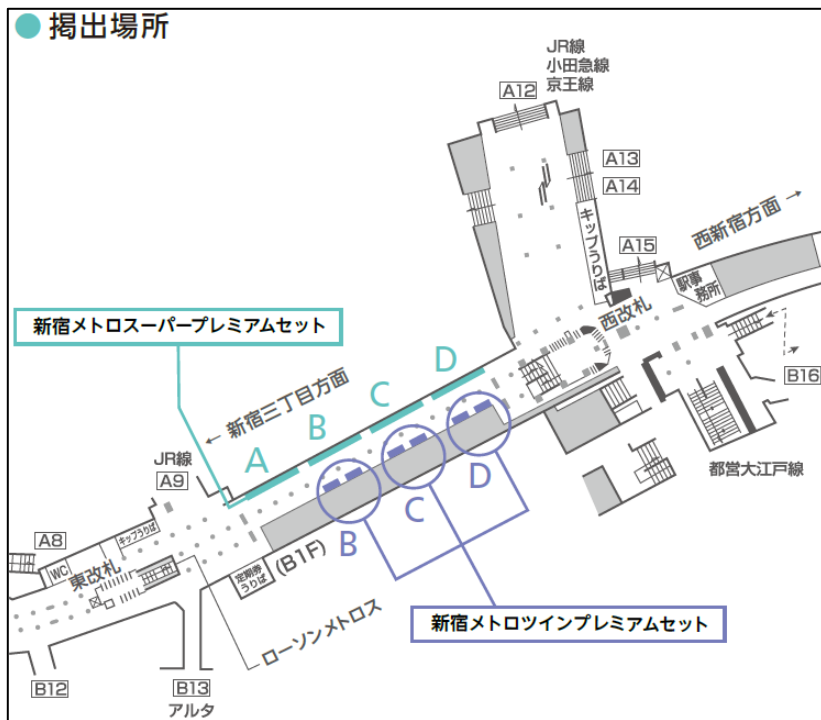 ● 掲出場所
JR線
小田急線
京王線
A12
A13
A14
キップうりば
西新宿方面 →
A15
駅事
務所
西改札
B16
新宿メトロスーパープレミアムセット
← 新宿三丁目方面
A
B
C
D
JR線
A9
都営大江戸線
A8
WC
キップうりば
東改札
定期券
うりば
(B1F)
B
C
D
新宿メトロツインプレミアムセット
ローソンメトロス
B12
B13
アルタ